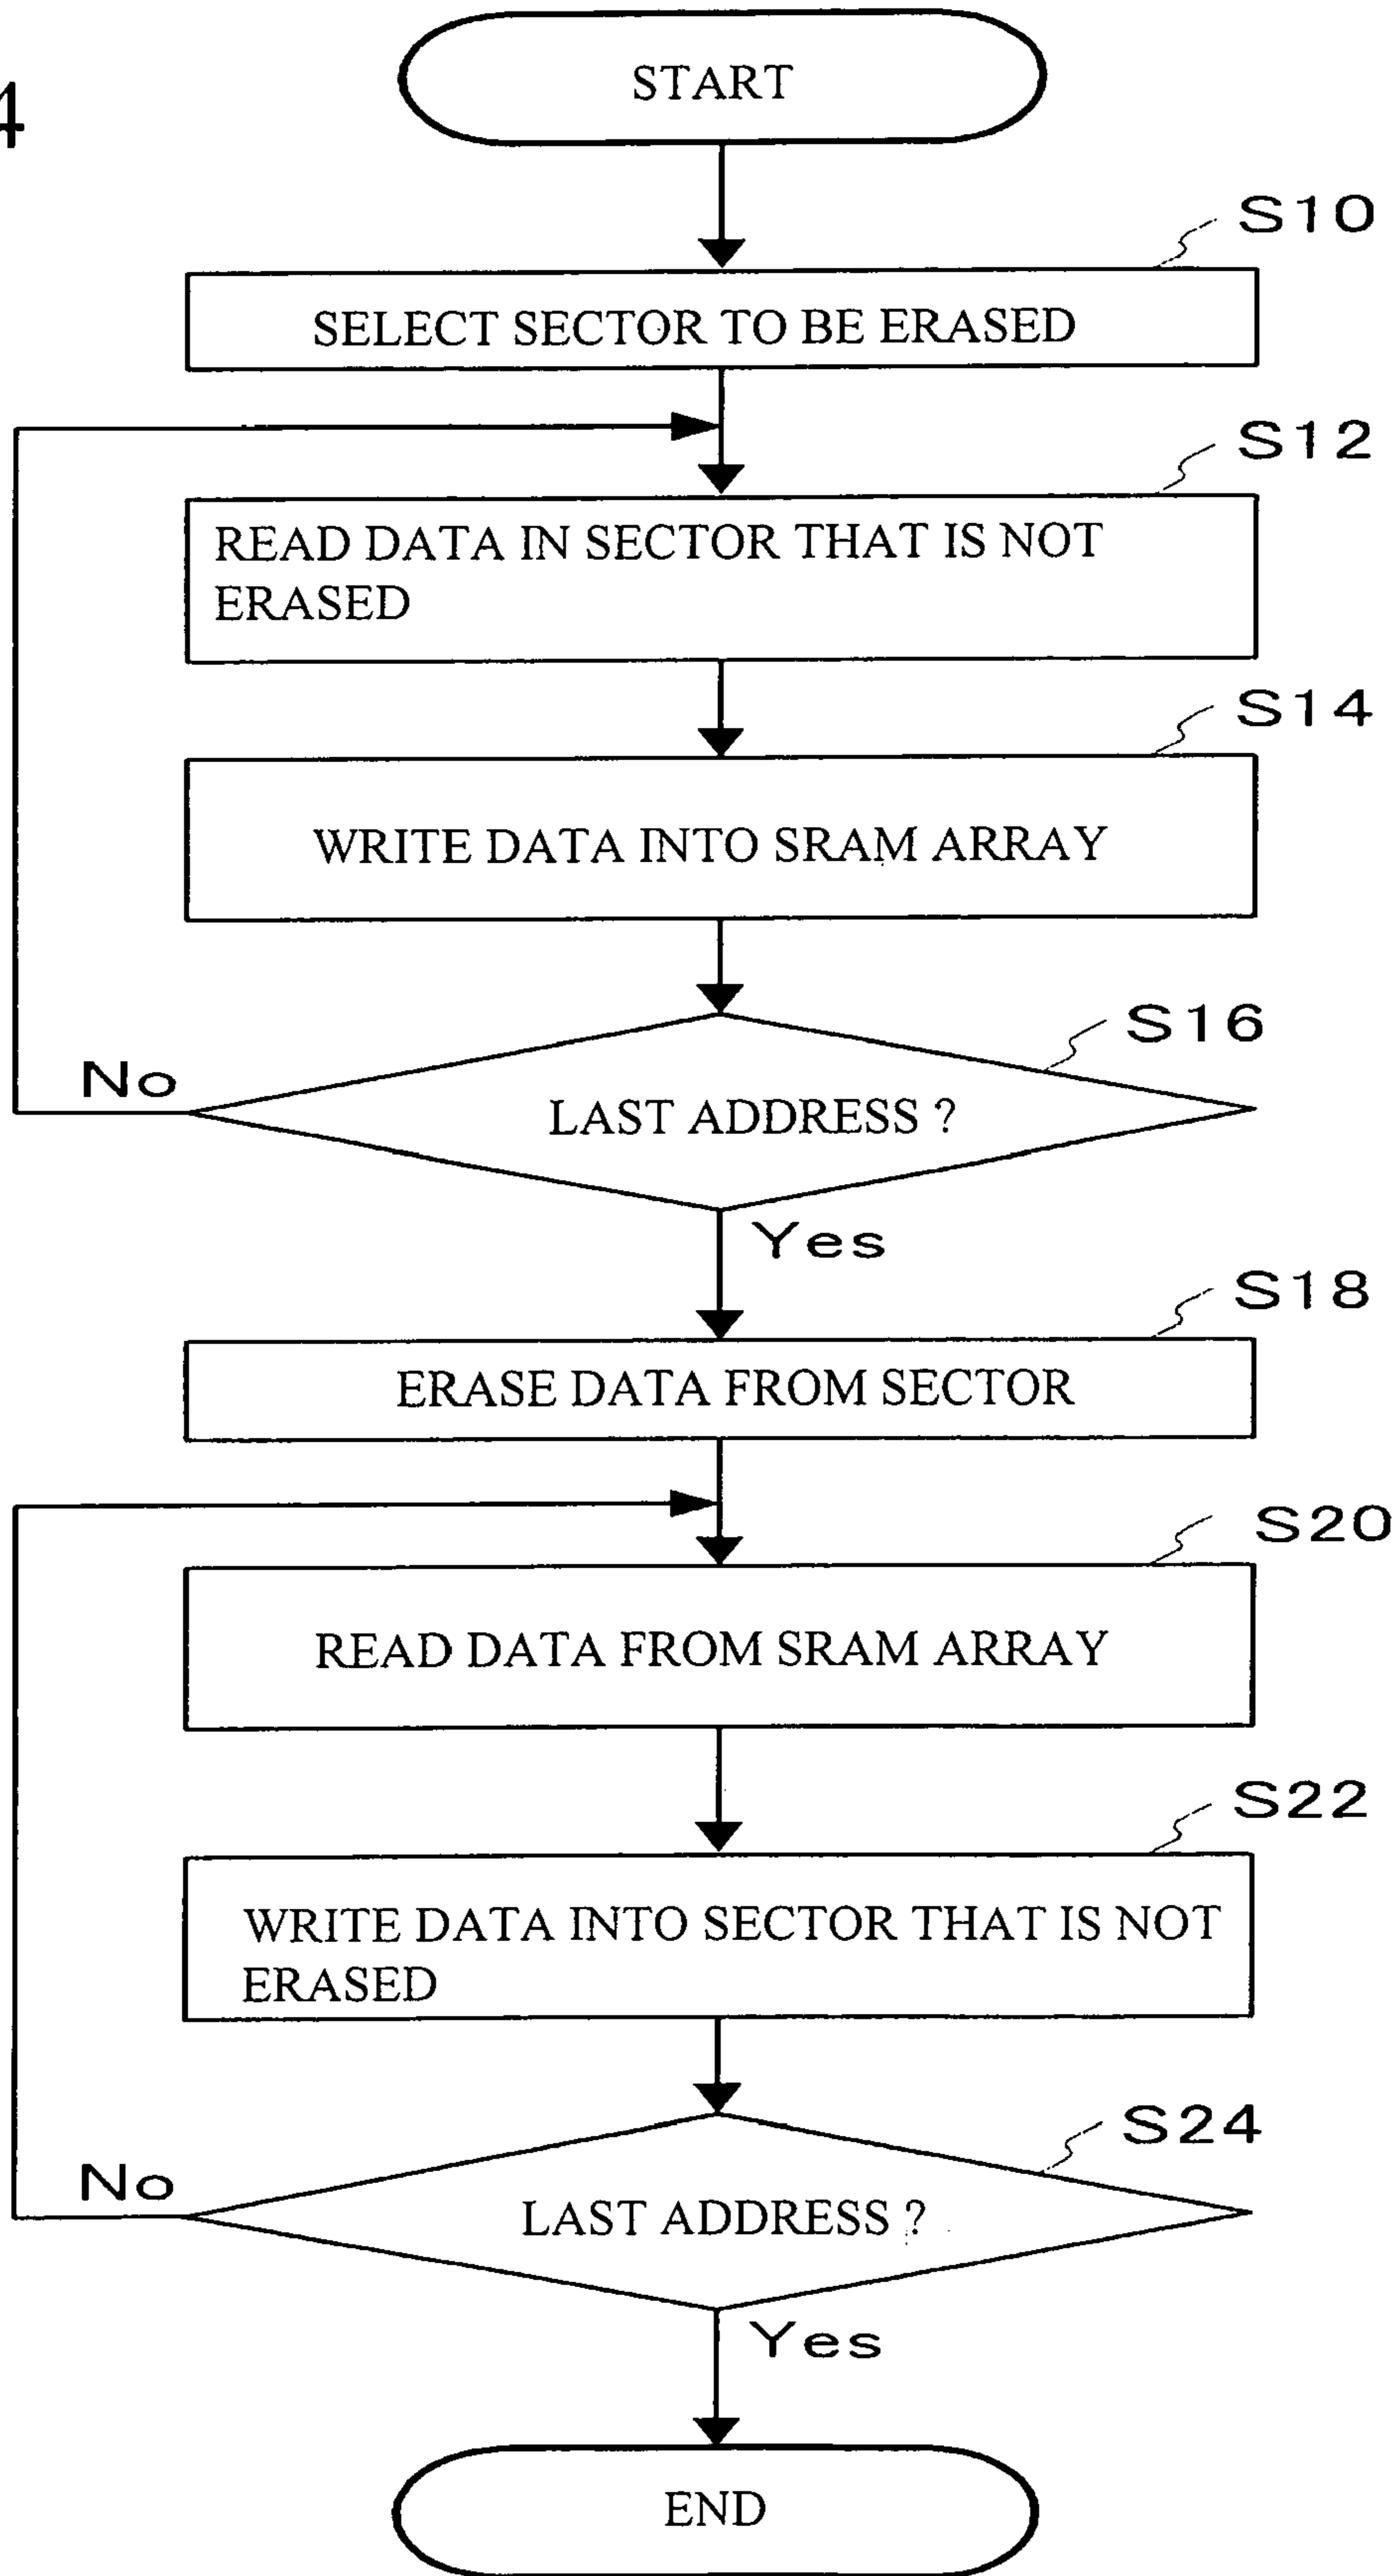 4
START
S10
SELECT SECTOR TO BE ERASED
S12
READ DATA IN SECTOR THAT IS NOT
ERASED
S14
WRITE DATA INTO SRAM ARRAY
S16
No
LAST ADDRESS ?
Yes
S18
ERASE DATA FROM SECTOR
S20
READ DATA FROM SRAM ARRAY
S22
WRITE DATA INTO SECTOR THAT IS NOT
ERASED
S24
No
LAST ADDRESS ?
Yes
END